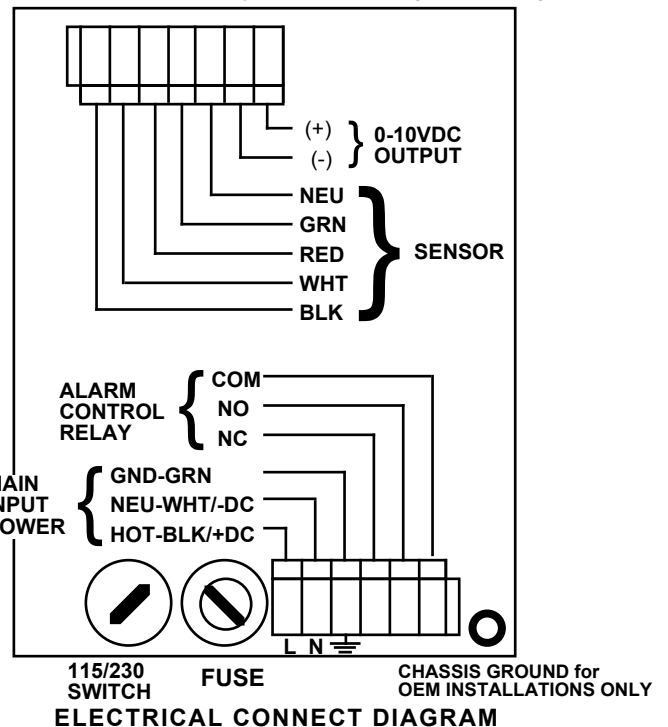 (+)
(-)
0-10VDC
OUTPUT
NEU
GRN
RED
WHT
BLK
SENSOR
ALARM
CONTROL
RELAY
COM
NO
NC
GND-GRN
NEU-WHT/-DC
HOT-BLK/+DC
L N
115/230
SWITCH
FUSE
CHASSIS GROUND for
OEM INSTALLATIONS ONLY
ELECTRICAL CONNECT DIAGRAM